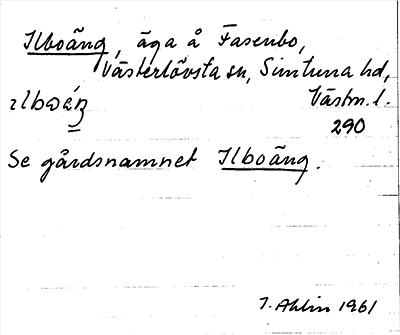 Ilboäng, äga å Fasenbo,
Västerlövsta sn, Simtuna hd,
Västm. l.
290
Se gårdsnamnet Ilboäng.
J. Ahlin 1961